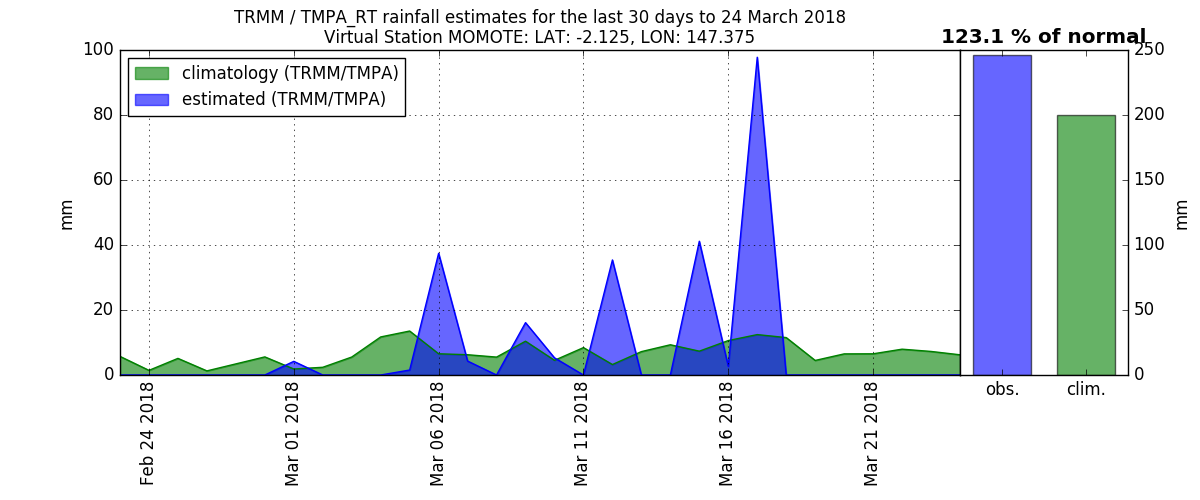 TRMM / TMPA_RT rainfall estimates for the last 30 days to 24 March 2018
Virtual Station MOMOTE: LAT: -2.125, LON: 147.375
123.1 % of normal
climatology (TRMM/TMPA)
estimated (TRMM/TMPA)
100
80
60
40
20
0
mm
Feb 24 2018
Mar 01 2018
Mar 06 2018
Mar 11 2018
Mar 16 2018
Mar 21 2018
obs.
clim.
250
200
150
100
50
0
mm